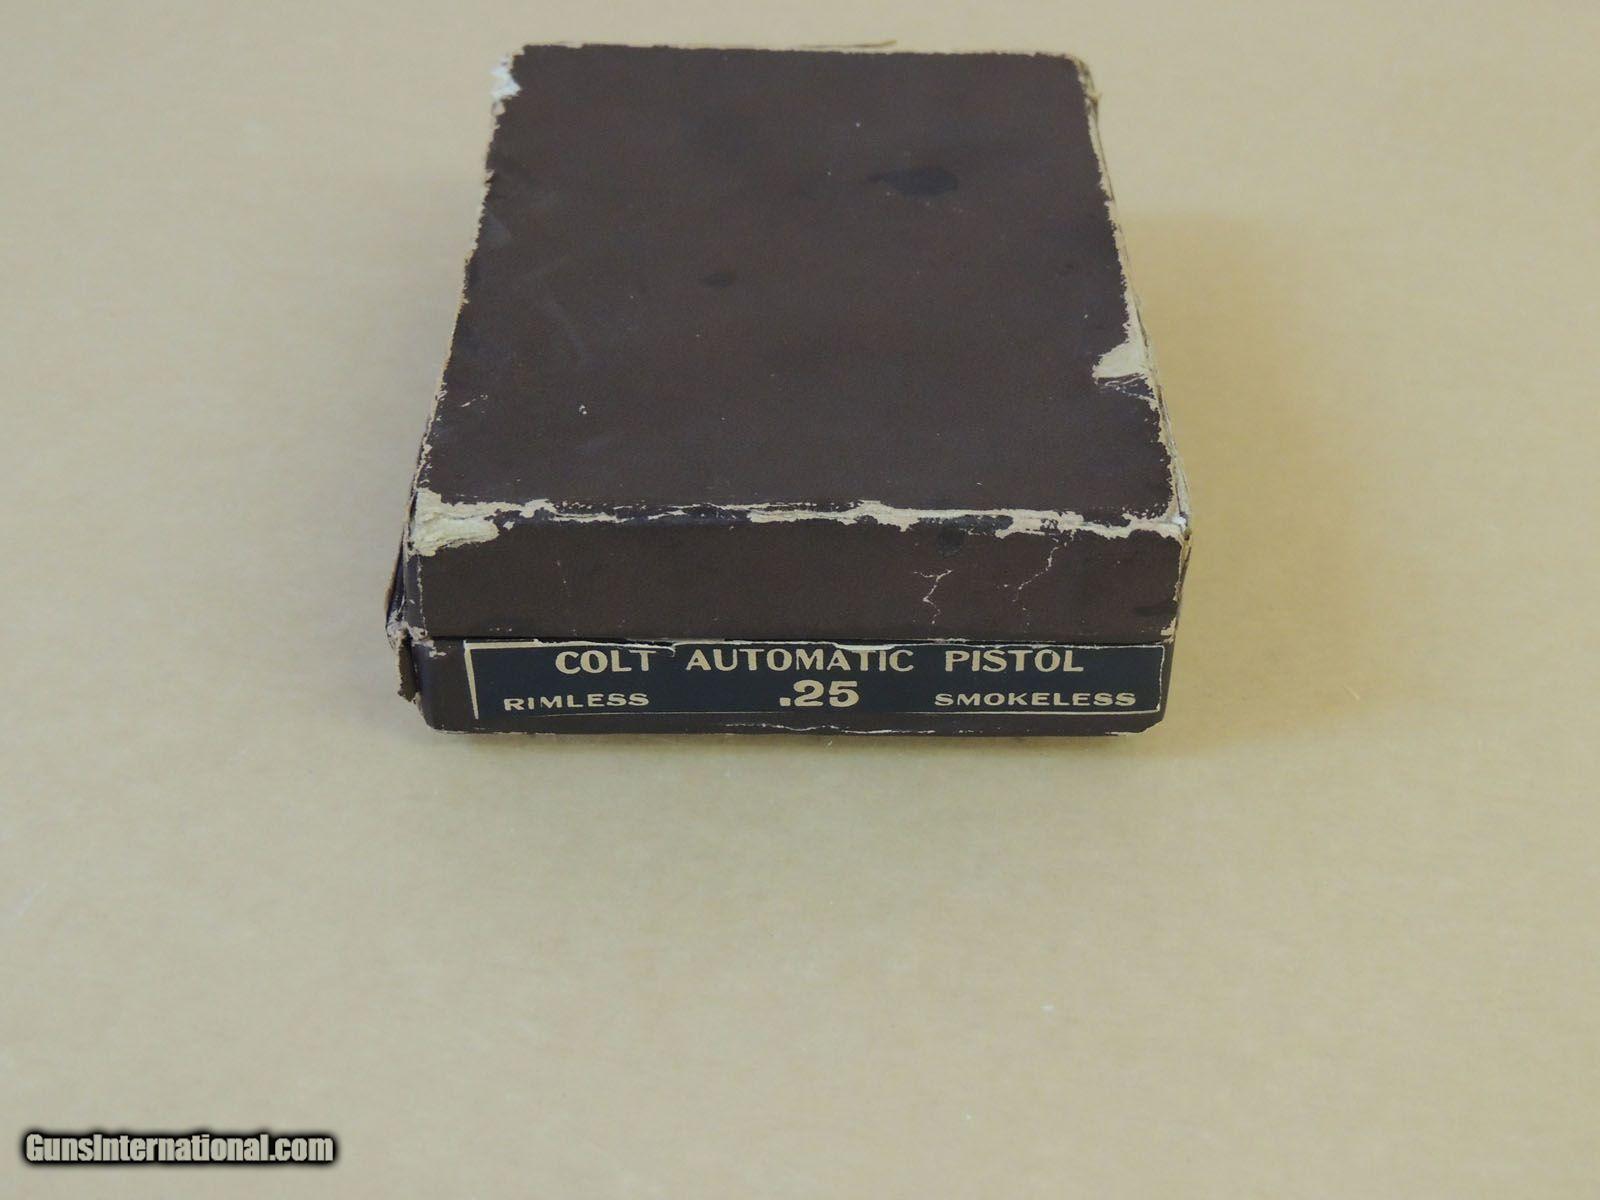 COLT AUTOMATIC PISTOL
RIMLESS .25 SMOKELESS
GunsInternational.com